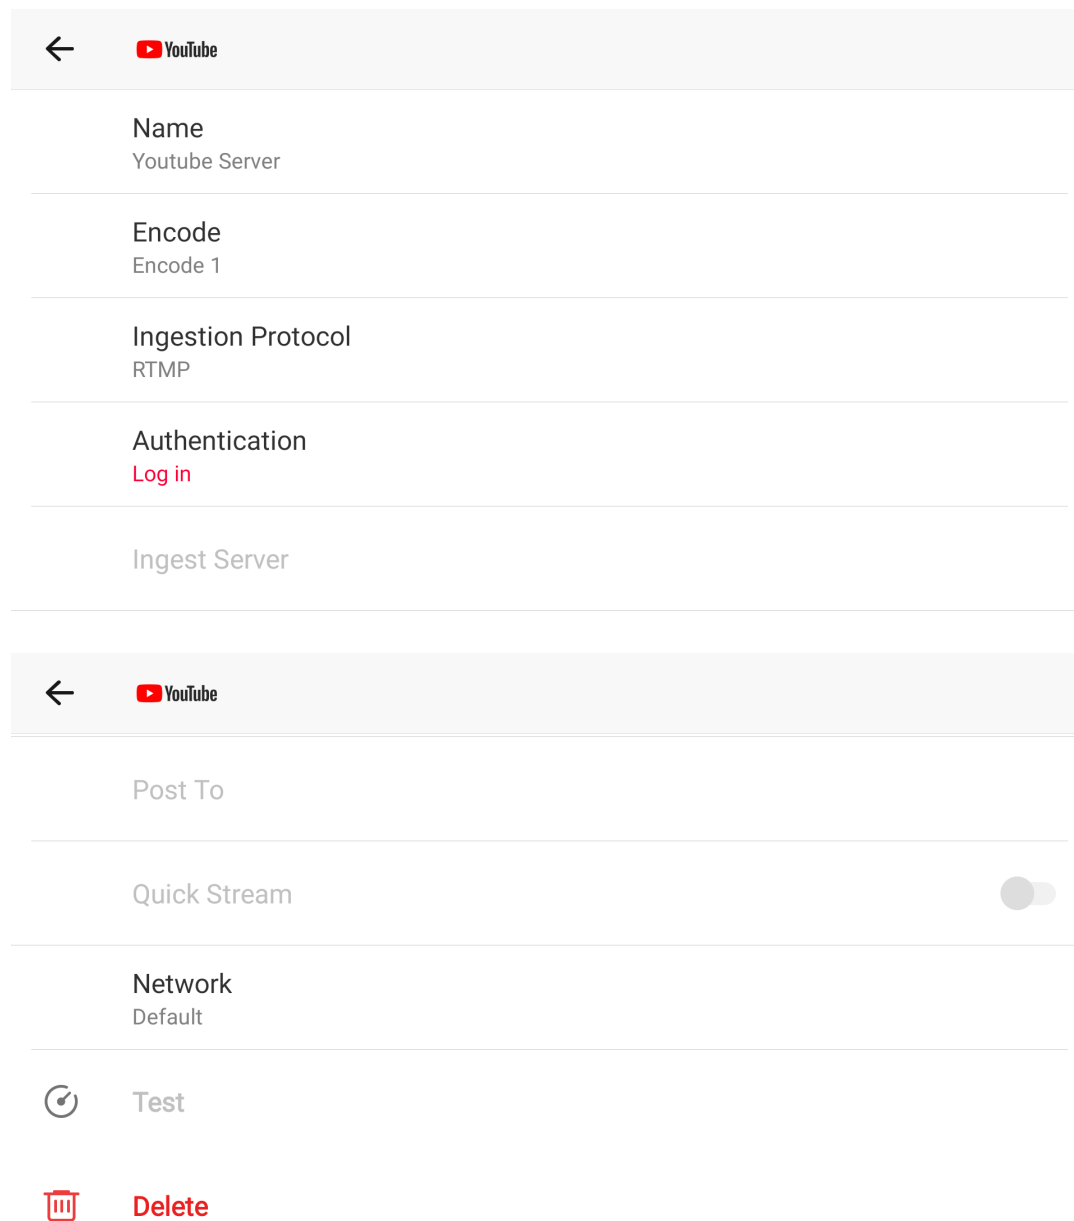 YouTube
Name
Youtube Server
Encode
Encode 1
Ingestion Protocol
RTMP
Authentication
Log in
Ingest Server
YouTube
Post To
Quick Stream
Network
Default
Test
Delete